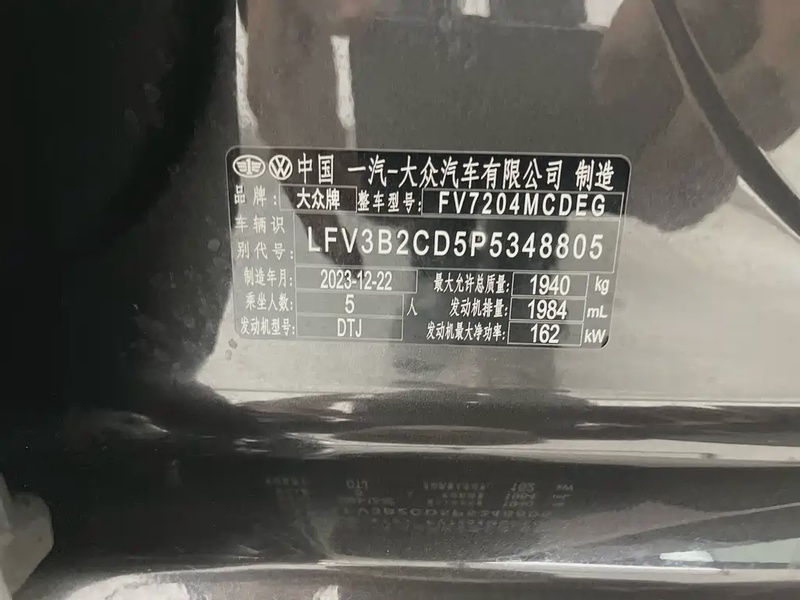 中国 一汽-大众汽车有限公司 制造
品牌: 大众牌 整车型号: FV7204MCDEG
车辆识别代号: LFV3B2CD5P5348805
制造年月: 2023-12-22 最大允许总质量: 1940 kg
乘坐人数: 5 人 发动机排量: 1984 mL
发动机型号: DTJ 发动机最大净功率: 162 kW